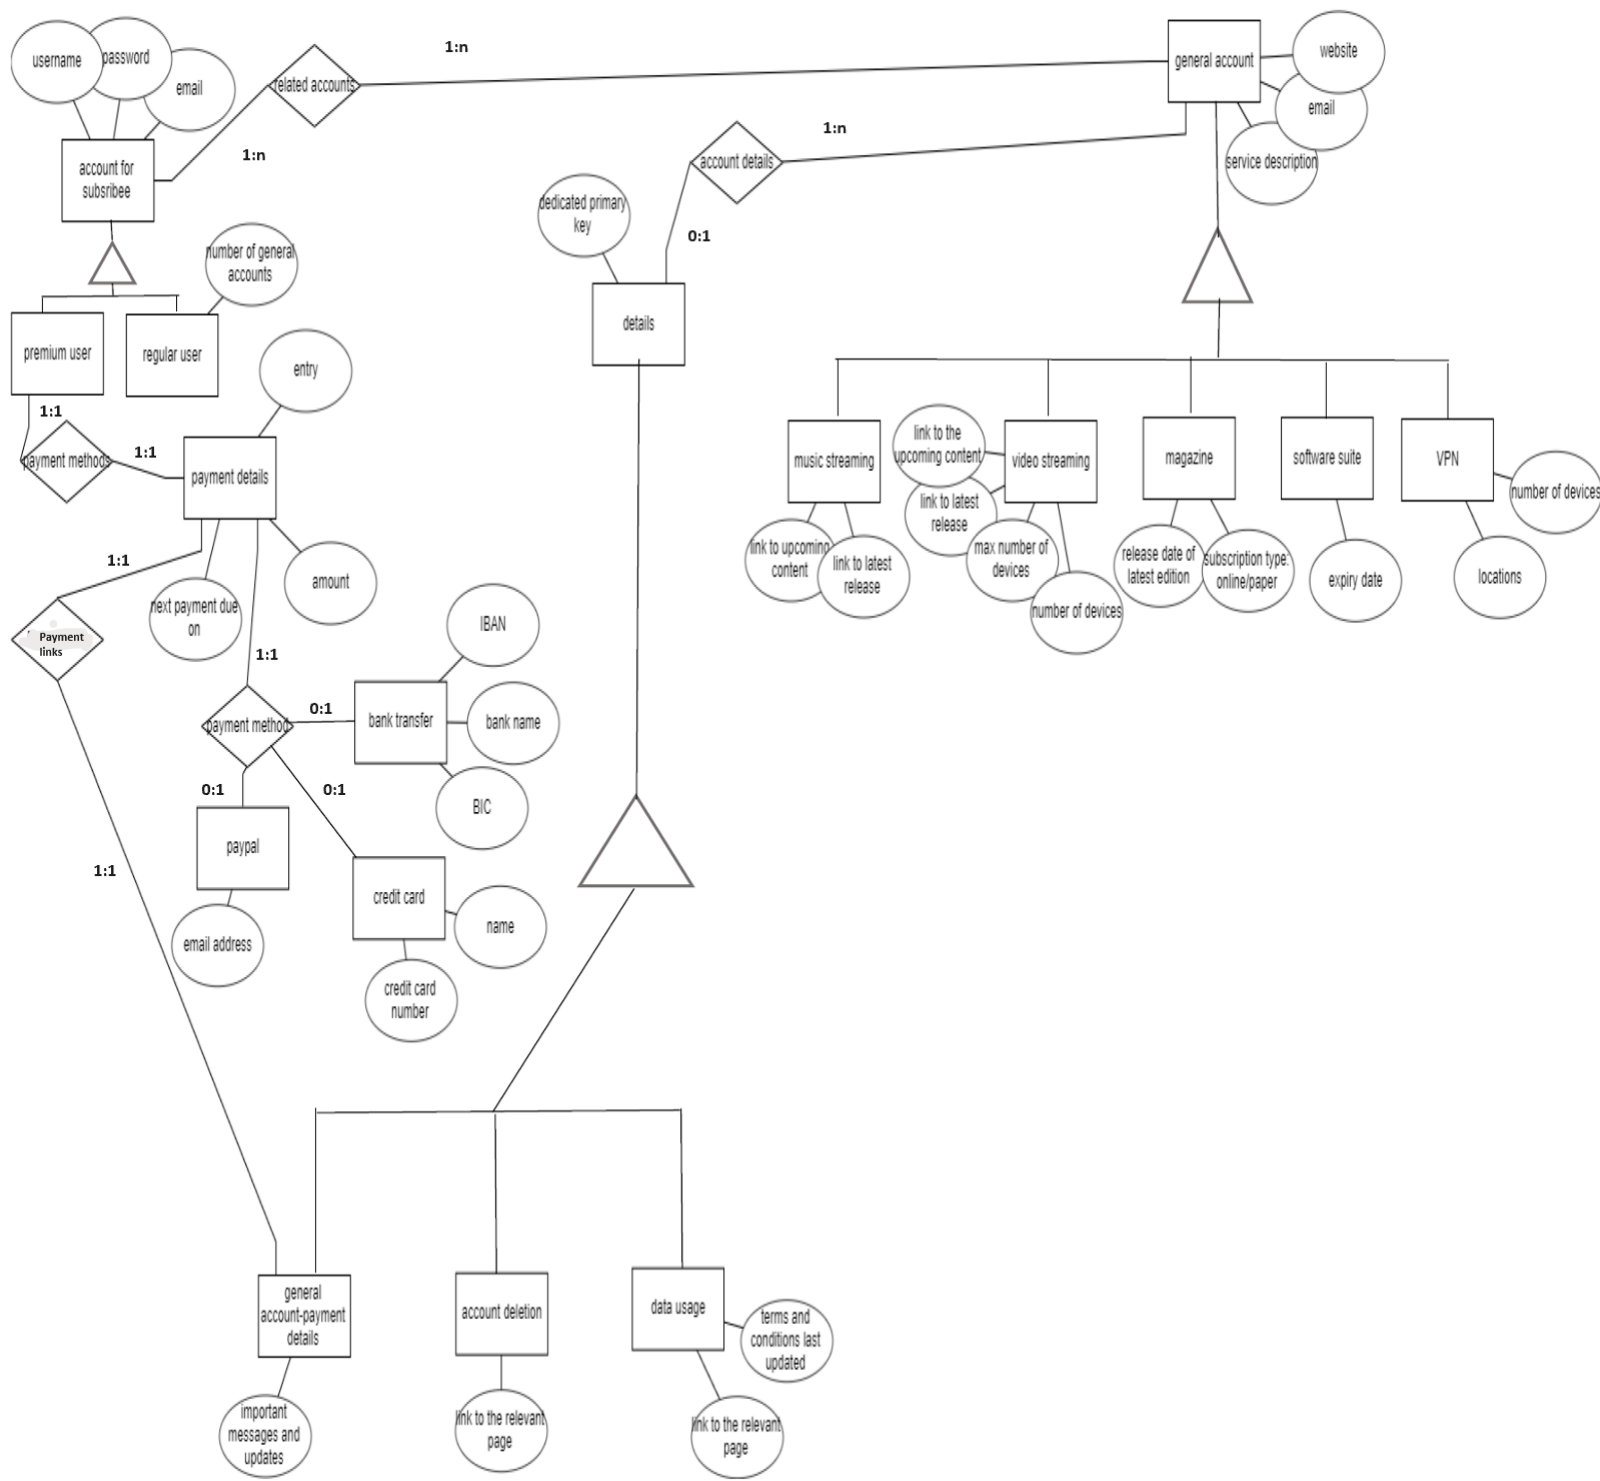 username
password
email
related accounts
1:n
general account
website
email
service description
1:n
account for
subsribee
account details
1:n
dedicated primary
key
0:1
details
number of general
accounts
premium user
regular user
entry
1:1
payment methods
1:1
payment details
music streaming
link to the
upcoming content
video streaming
magazine
software suite
VPN
number of devices
link to latest
release
link to upcoming
content
link to latest
release
max number of
devices
number of devices
release date of
latest edition
subscription type:
online/paper
expiry date
locations
1:1
next payment due
on
amount
Payment
links
1:1
IBAN
payment method
0:1
bank transfer
bank name
BIC
0:1
0:1
paypal
email address
credit card
name
credit card
number
1:1
general
account-payment
details
account deletion
data usage
terms and
conditions last
updated
important
messages and
updates
link to the relevant
page
link to the relevant
page